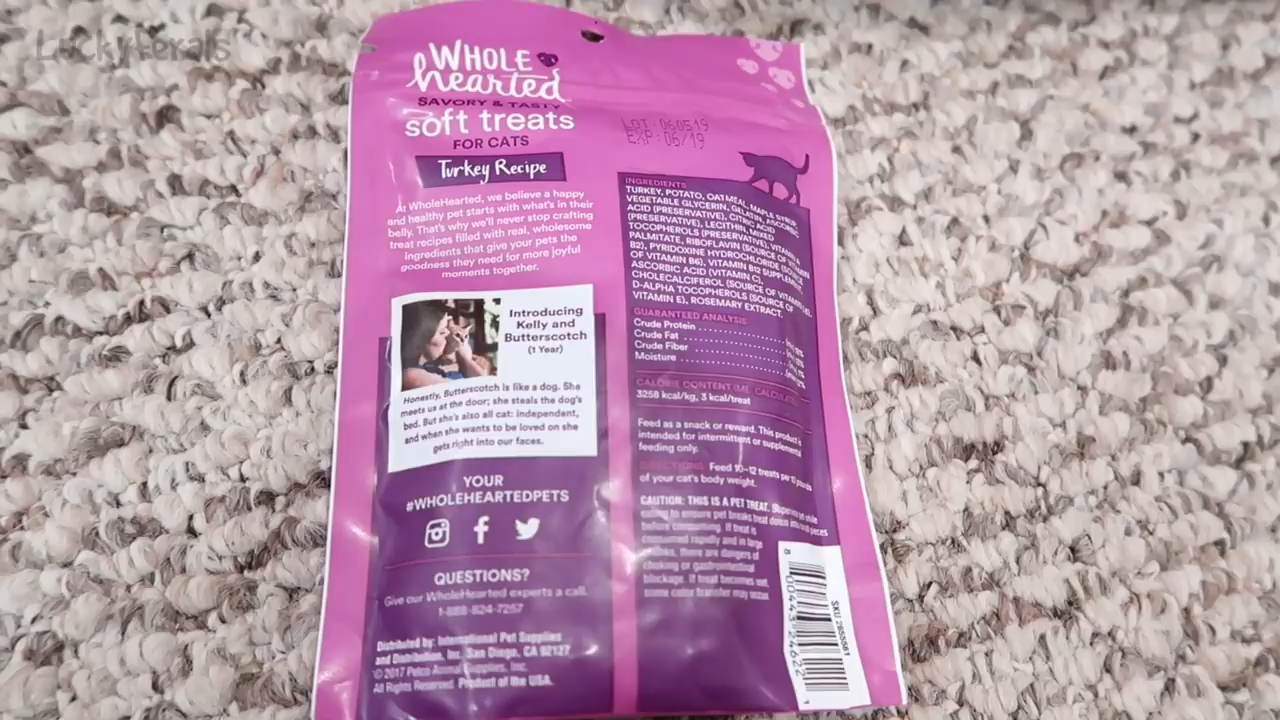 LuckyFerals
WHOLE
hearted
SAVORY & TASTY
soft treats
FOR CATS
Turkey Recipe
At WholeHearted, we believe a happy
and healthy pet starts with what's in their
belly. That's why we'll never stop crafting
treat recipes filled with real, wholesome
ingredients that give your pets the
goodness they need for more joyful
moments together.
Introducing
Kelly and
Butterscotch
(1 Year)
Honestly, Butterscotch is like a dog. She
meets us at the door; she steals the dog's
bed. But she's also all cat: independent,
and when she wants to be loved on she
gets right into our faces.
YOUR
#WHOLEHEARTEDPETS
QUESTIONS?
Give our WholeHearted experts a call.
1-888-824-7257
Distributed by: International Pet Supplies
and Distribution, Inc. San Diego, CA 92127
© 2017 Petco Animal Supplies, Inc.
All Rights Reserved. Product of the USA.
LOT: 060519
EXP: 06/19
INGREDIENTS
TURKEY, POTATO, OATMEAL, MAPLE SYRUP
VEGETABLE GLYCERIN, GELATIN, ASCORBIC
ACID (PRESERVATIVE), CITRIC ACID
(PRESERVATIVE), LECITHIN, MIXED
TOCOPHEROLS (PRESERVATIVE), VITAMIN A
PALMITATE, RIBOFLAVIN (SOURCE OF VITAMIN
B2), PYRIDOXINE HYDROCHLORIDE (SOURCE
OF VITAMIN B6), VITAMIN B12 SUPPLEMENT,
ASCORBIC ACID (VITAMIN C),
CHOLECALCIFEROL (SOURCE OF VITAMIN
D-ALPHA TOCOPHEROLS (SOURCE OF
VITAMIN E), ROSEMARY EXTRACT.
GUARANTEED ANALYSIS
Crude Protein
Crude Fat
Crude Fiber
Moisture
CALORIE CONTENT (ME, CALCULATED)
3258 kcal/kg, 3 kcal/treat
Feed as a snack or reward. This product is
intended for intermittent or supplemental
feeding only.
DIRECTIONS: Feed 10-12 treats per 10 pounds
of your cat's body weight.
CAUTION: THIS IS A PET TREAT. Supervise pet while
eating to ensure pet breaks treat down into small pieces
before consuming. If treat is
consumed rapidly and in large
chunks, there are dangers of
choking or gastrointestinal
blockage. If treat becomes wet,
some color transfer may occur.
SKU 2655561
8 00443 24622 1